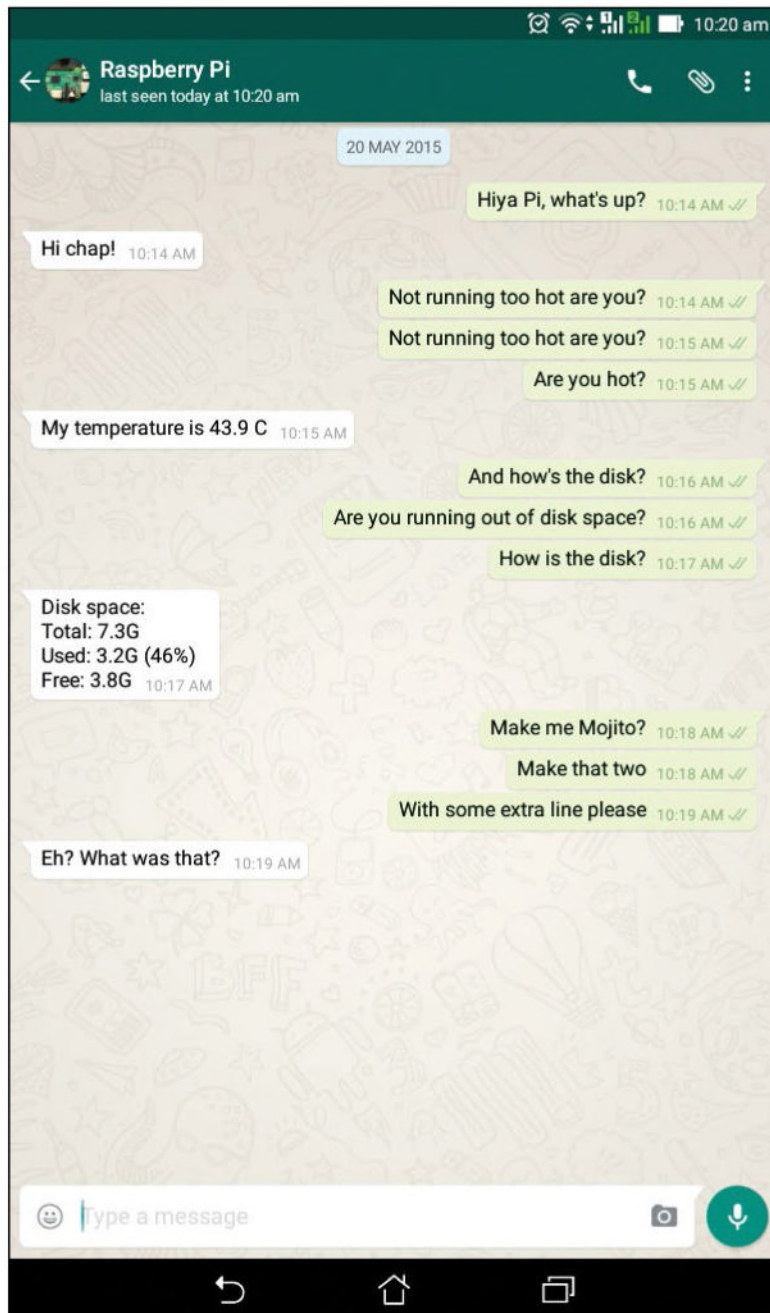 10:20 am
Raspberry Pi
last seen today at 10:20 am
20 MAY 2015
Hiya Pi, what's up? 10:14 AM
Hi chap! 10:14 AM
Not running too hot are you? 10:14 AM
Not running too hot are you? 10:15 AM
Are you hot? 10:15 AM
My temperature is 43.9 C 10:15 AM
And how's the disk? 10:16 AM
Are you running out of disk space? 10:16 AM
How is the disk? 10:17 AM
Disk space:
Total: 7.3G
Used: 3.2G (46%)
Free: 3.8G 10:17 AM
Make me Mojito? 10:18 AM
Make that two 10:18 AM
With some extra line please 10:19 AM
Eh? What was that? 10:19 AM
BFF
Type a message